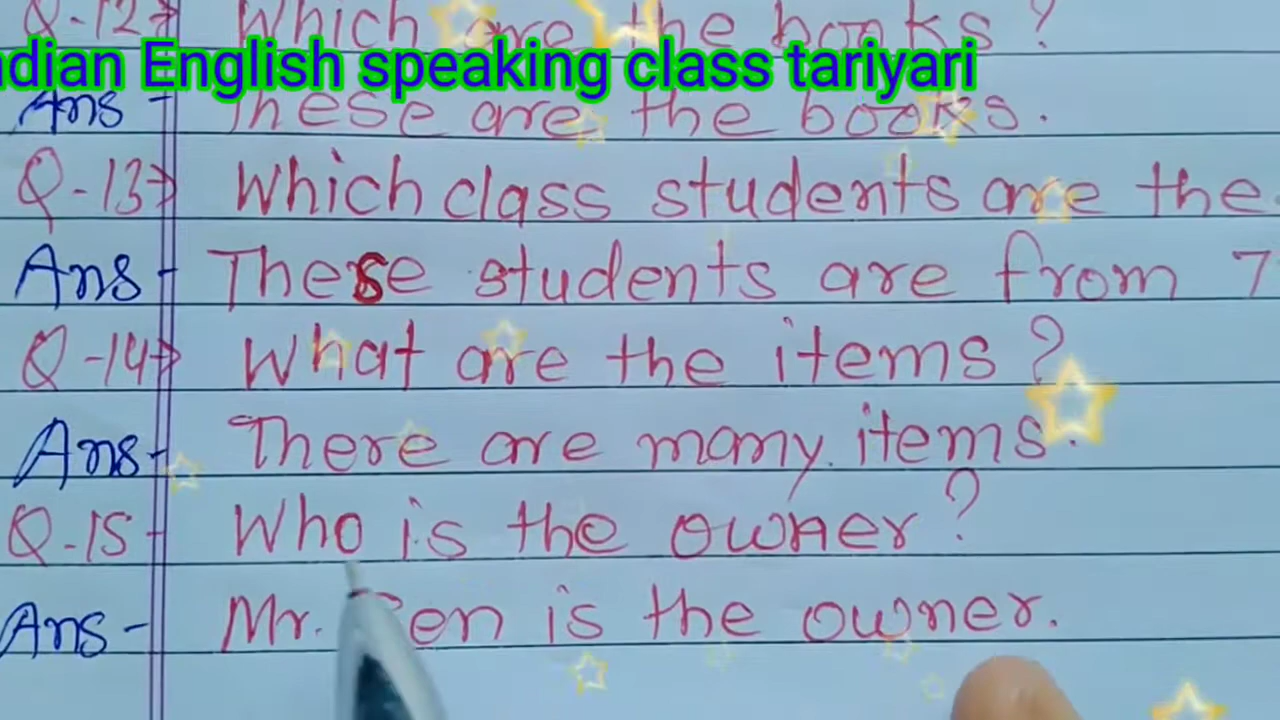 Q-12→ Which are the books?
dian English speaking class tariyari
Ans - These are the books.
Q-13→ Which class students are the
Ans - These students are from 7
Q-14→ What are the items?
Ans- There are many items.
Q.15- Who is the owner?
Ans- Mr. is the owner.